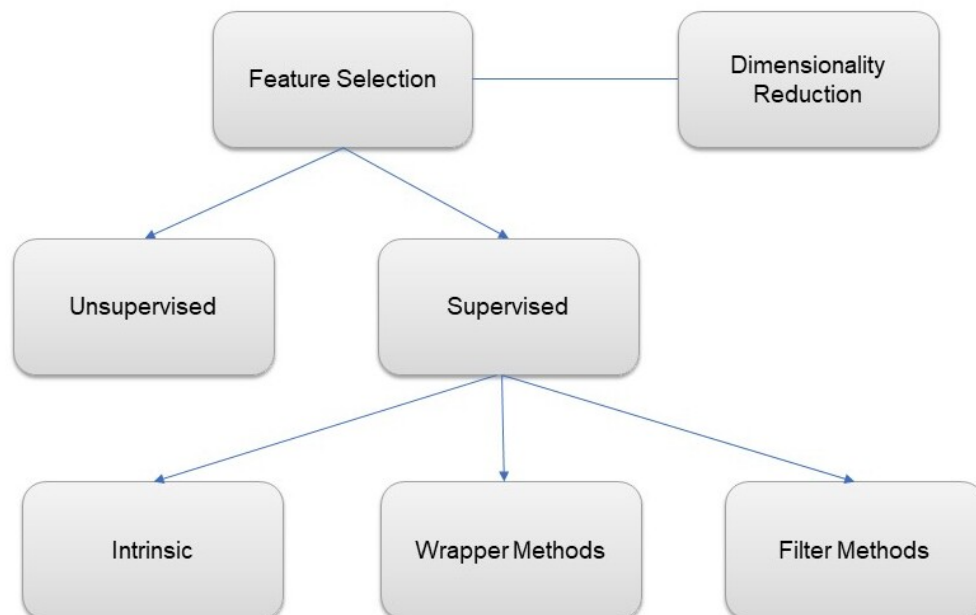 Feature Selection
Dimensionality
Reduction
Unsupervised
Supervised
Intrinsic
Wrapper Methods
Filter Methods